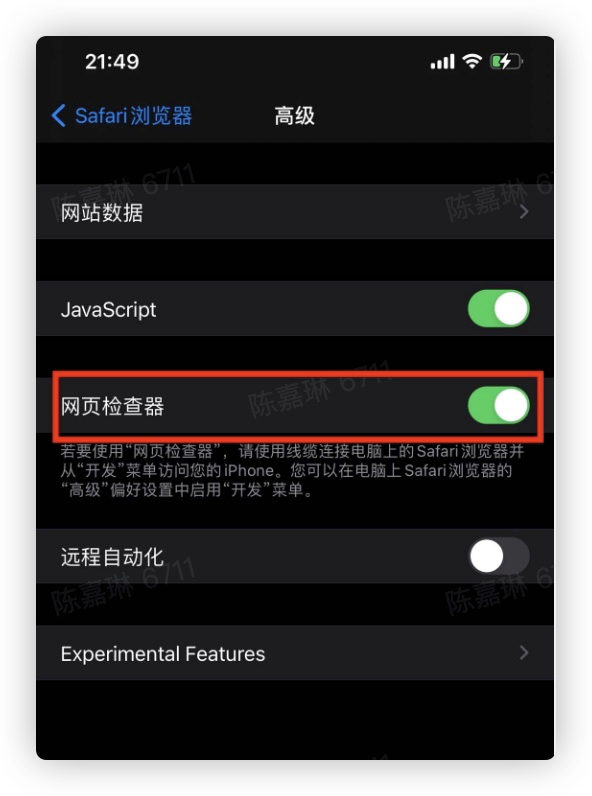 21:49
Safari浏览器
高级
陈嘉琳 6711
陈嘉琳 6
网站数据
JavaScript
陈嘉琳 6711
网页检查器
若要使用“网页检查器”，请使用线缆连接电脑上的Safari浏览器并
从“开发”菜单访问您的iPhone。您可以在电脑上Safari浏览器的
“高级”偏好设置中启用“开发”菜单。
远程自动化
陈嘉琳 6711
陈嘉琳 6
Experimental Features